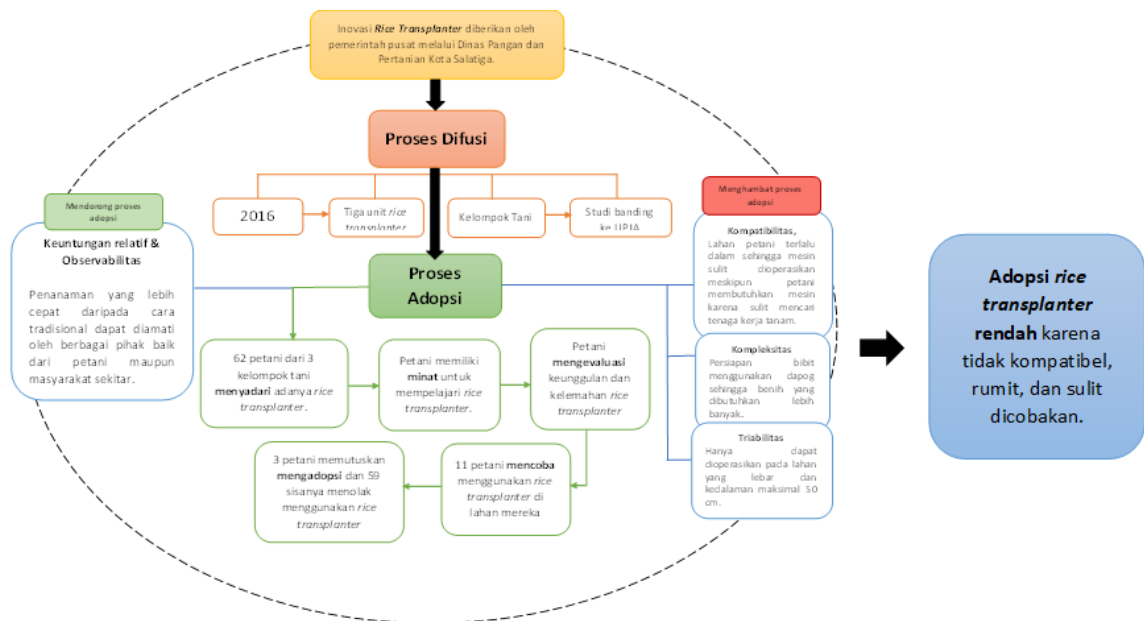 Inovasi Rice Transplanter diberikan oleh
pemerintah pusat melalui Dinas Pangan dan
Pertanian Kota Salatiga.
Proses Difusi
2016
Tiga unit rice
transplanter
Kelompok Tani
Studi banding
ke UPJA
Mendorong proses
adopsi
Keuntungan relatif &
Observabilitas
Penanaman yang lebih
cepat daripada cara
tradisional dapat diamati
oleh berbagai pihak baik
dari petani maupun
masyarakat sekitar.
Proses
Adopsi
62 petani dari 3
kelompok tani
menyadari adanya rice
transplanter.
Petani memiliki
minat untuk
mempelajari rice
transplanter.
Petani
mengevaluasi
keunggulan dan
kelemahan rice
transplanter
11 petani mencoba
menggunakan rice
transplanter di
lahan mereka
3 petani memutuskan
mengadopsi dan 59
sisanya menolak
menggunakan rice
transplanter
Menghambat proses
adopsi
Kompatibilitas,
Lahan petani terlalu
dalam sehingga mesin
sulit dioperasikan
meskipun petani
membutuhkan mesin
karena sulit mencari
tenaga kerja tanam.
Kompleksitas
Persiapan bibit
menggunakan dapog
sehingga benih yang
dibutuhkan lebih
banyak.
Triabilitas
Hanya dapat
dioperasikan pada lahan
yang lebar dan
kedalaman maksimal 50
cm.
Adopsi rice
transplanter
rendah karena
tidak kompatibel,
rumit, dan sulit
dicobakan.